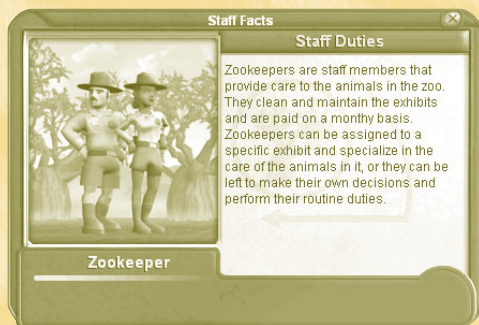 Staff Facts
Staff Duties
Zookeepers are staff members that
provide care to the animals in the zoo.
They clean and maintain the exhibits
and are paid on a monthy basis.
Zookeepers can be assigned to a
specific exhibit and specialize in the
care of the animals in it, or they can be
left to make their own decisions and
perform their routine duties.
Zookeeper